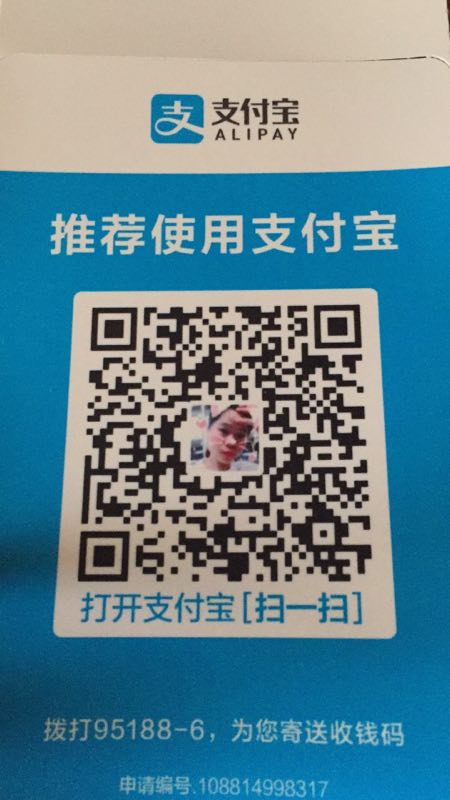 支付宝
ALIPAY
推荐使用支付宝
打开支付宝[扫一扫]
拨打95188-6，为您寄送收钱码
申请编号.108814998317